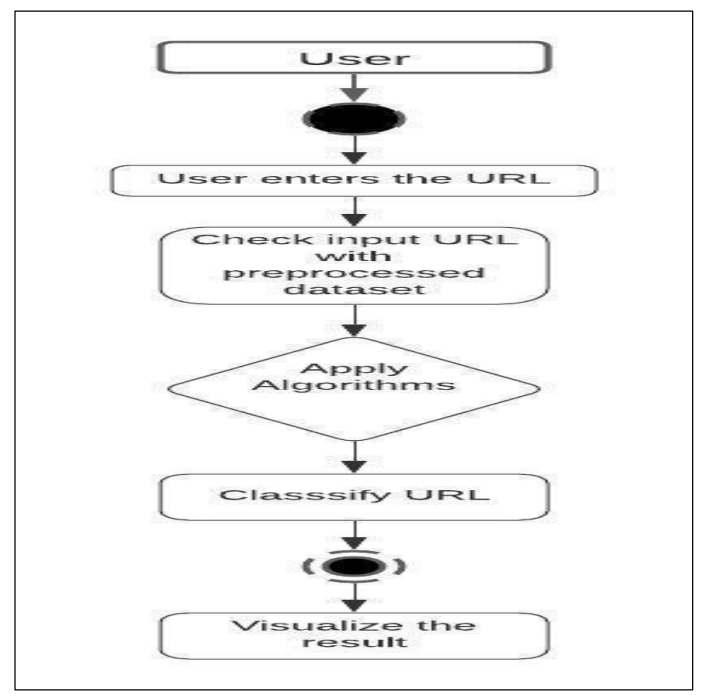 User
User enters the URL
Check input URL
with
preprocessed
dataset
Apply
Algorithms
Classsify URL
Visualize the
result